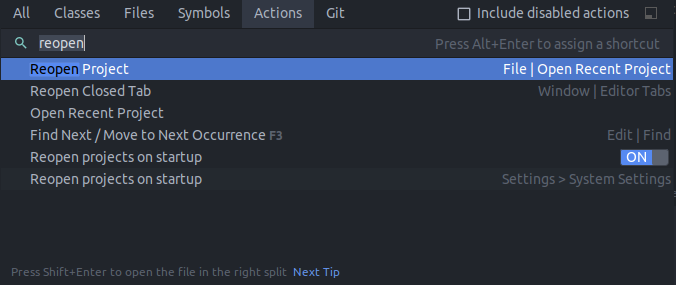 All Classes Files Symbols Actions Git Include disabled actions
reopen Press Alt+Enter to assign a shortcut
Reopen Project File | Open Recent Project
Reopen Closed Tab Window | Editor Tabs
Open Recent Project
Find Next / Move to Next Occurrence F3 Edit | Find
Reopen projects on startup ON
Reopen projects on startup Settings > System Settings
Press Shift+Enter to open the file in the right split Next Tip